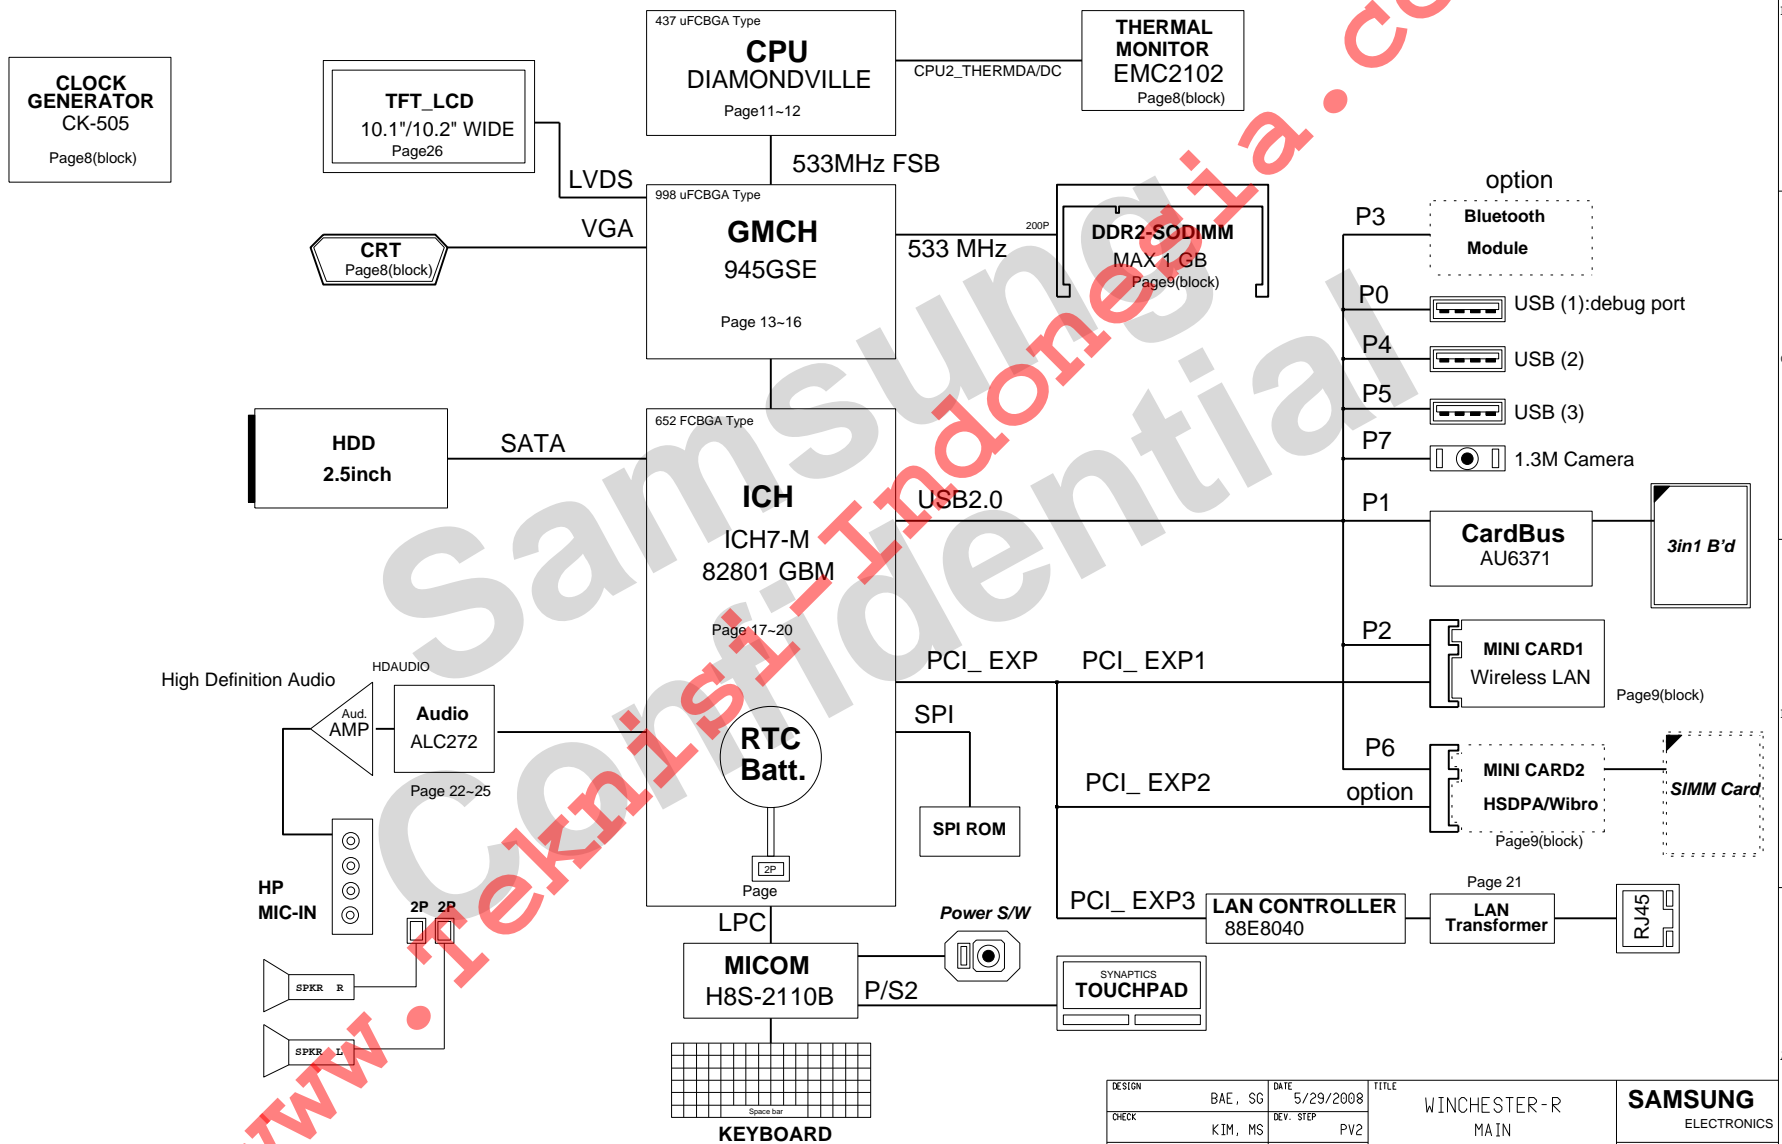 437 uFCBGA Type
CPU
DIAMONDVILLE
Page11~12
THERMAL
MONITOR
EMC2102
Page8(block)
CPU2_THERMDA/DC
CLOCK
GENERATOR
CK-505
Page8(block)
TFT_LCD
10.1"/10.2" WIDE
Page26
LVDS
533MHz FSB
998 uFCBGA Type
GMCH
945GSE
Page 13~16
VGA
CRT
Page8(block)
533 MHz
200P
DDR2-SODIMM
MAX 1 GB
Page9(block)
option
P3
Bluetooth
Module
P0
USB (1):debug port
P4
USB (2)
P5
USB (3)
P7
1.3M Camera
HDD
2.5inch
SATA
652 FCBGA Type
ICH
ICH7-M
82801 GBM
Page 17~20
USB2.0
P1
CardBus
AU6371
3in1 B'd
P2
MINI CARD1
Wireless LAN
Page9(block)
PCI_ EXP
PCI_ EXP1
High Definition Audio
HDAUDIO
Aud.
AMP
Audio
ALC272
Page 22~25
RTC
Batt.
2P
Page
SPI
SPI ROM
P6
PCI_ EXP2
option
MINI CARD2
HSDPA/Wibro
Page9(block)
SIMM Card
HP
MIC-IN
2P
2P
SPKR R
SPKR L
LPC
Power S/W
PCI_ EXP3
LAN CONTROLLER
88E8040
Page 21
LAN
Transformer
RJ45
MICOM
H8S-2110B
P/S2
SYNAPTICS
TOUCHPAD
Space bar
KEYBOARD
DESIGN
BAE, SG
DATE
5/29/2008
TITLE
WINCHESTER-R
MAIN
SAMSUNG
ELECTRONICS
CHECK
KIM, MS
DEV. STEP
PV2
Samsung
Confidential
www.Teknisi-Indonesia.co